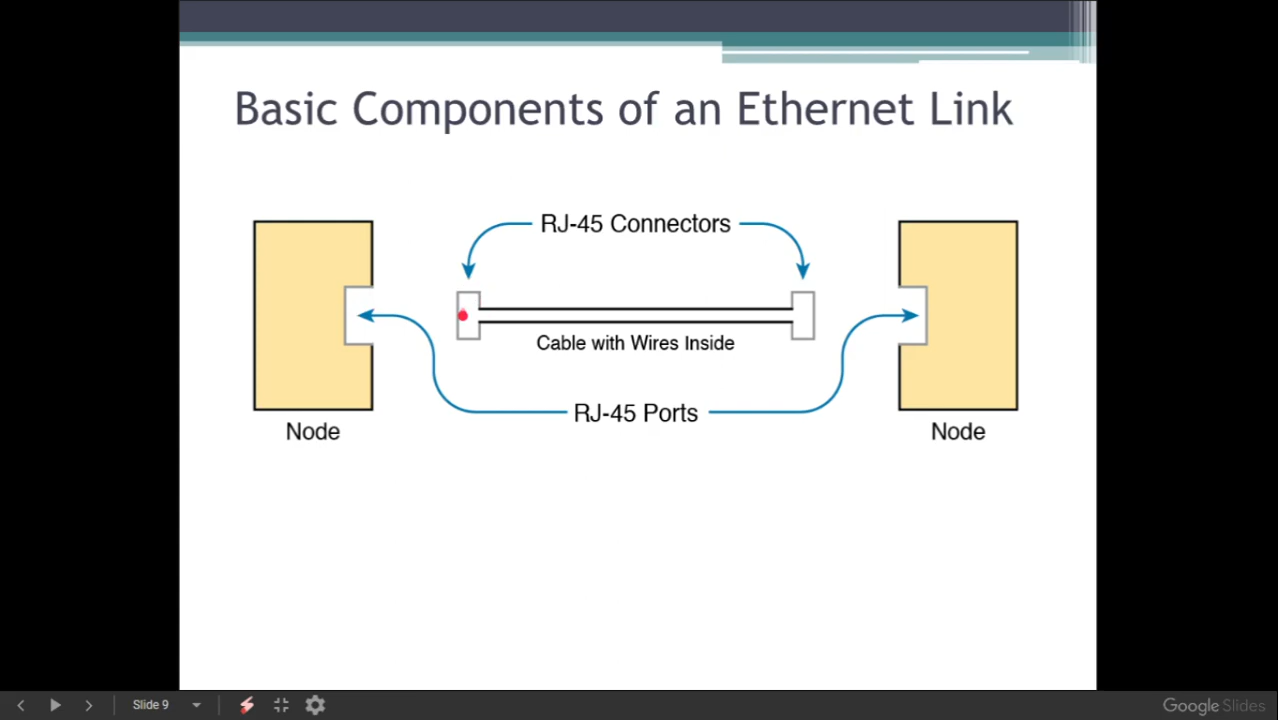 Basic Components of an Ethernet Link
RJ-45 Connectors
Cable with Wires Inside
RJ-45 Ports
Node
Node
Slide 9
Google Slides